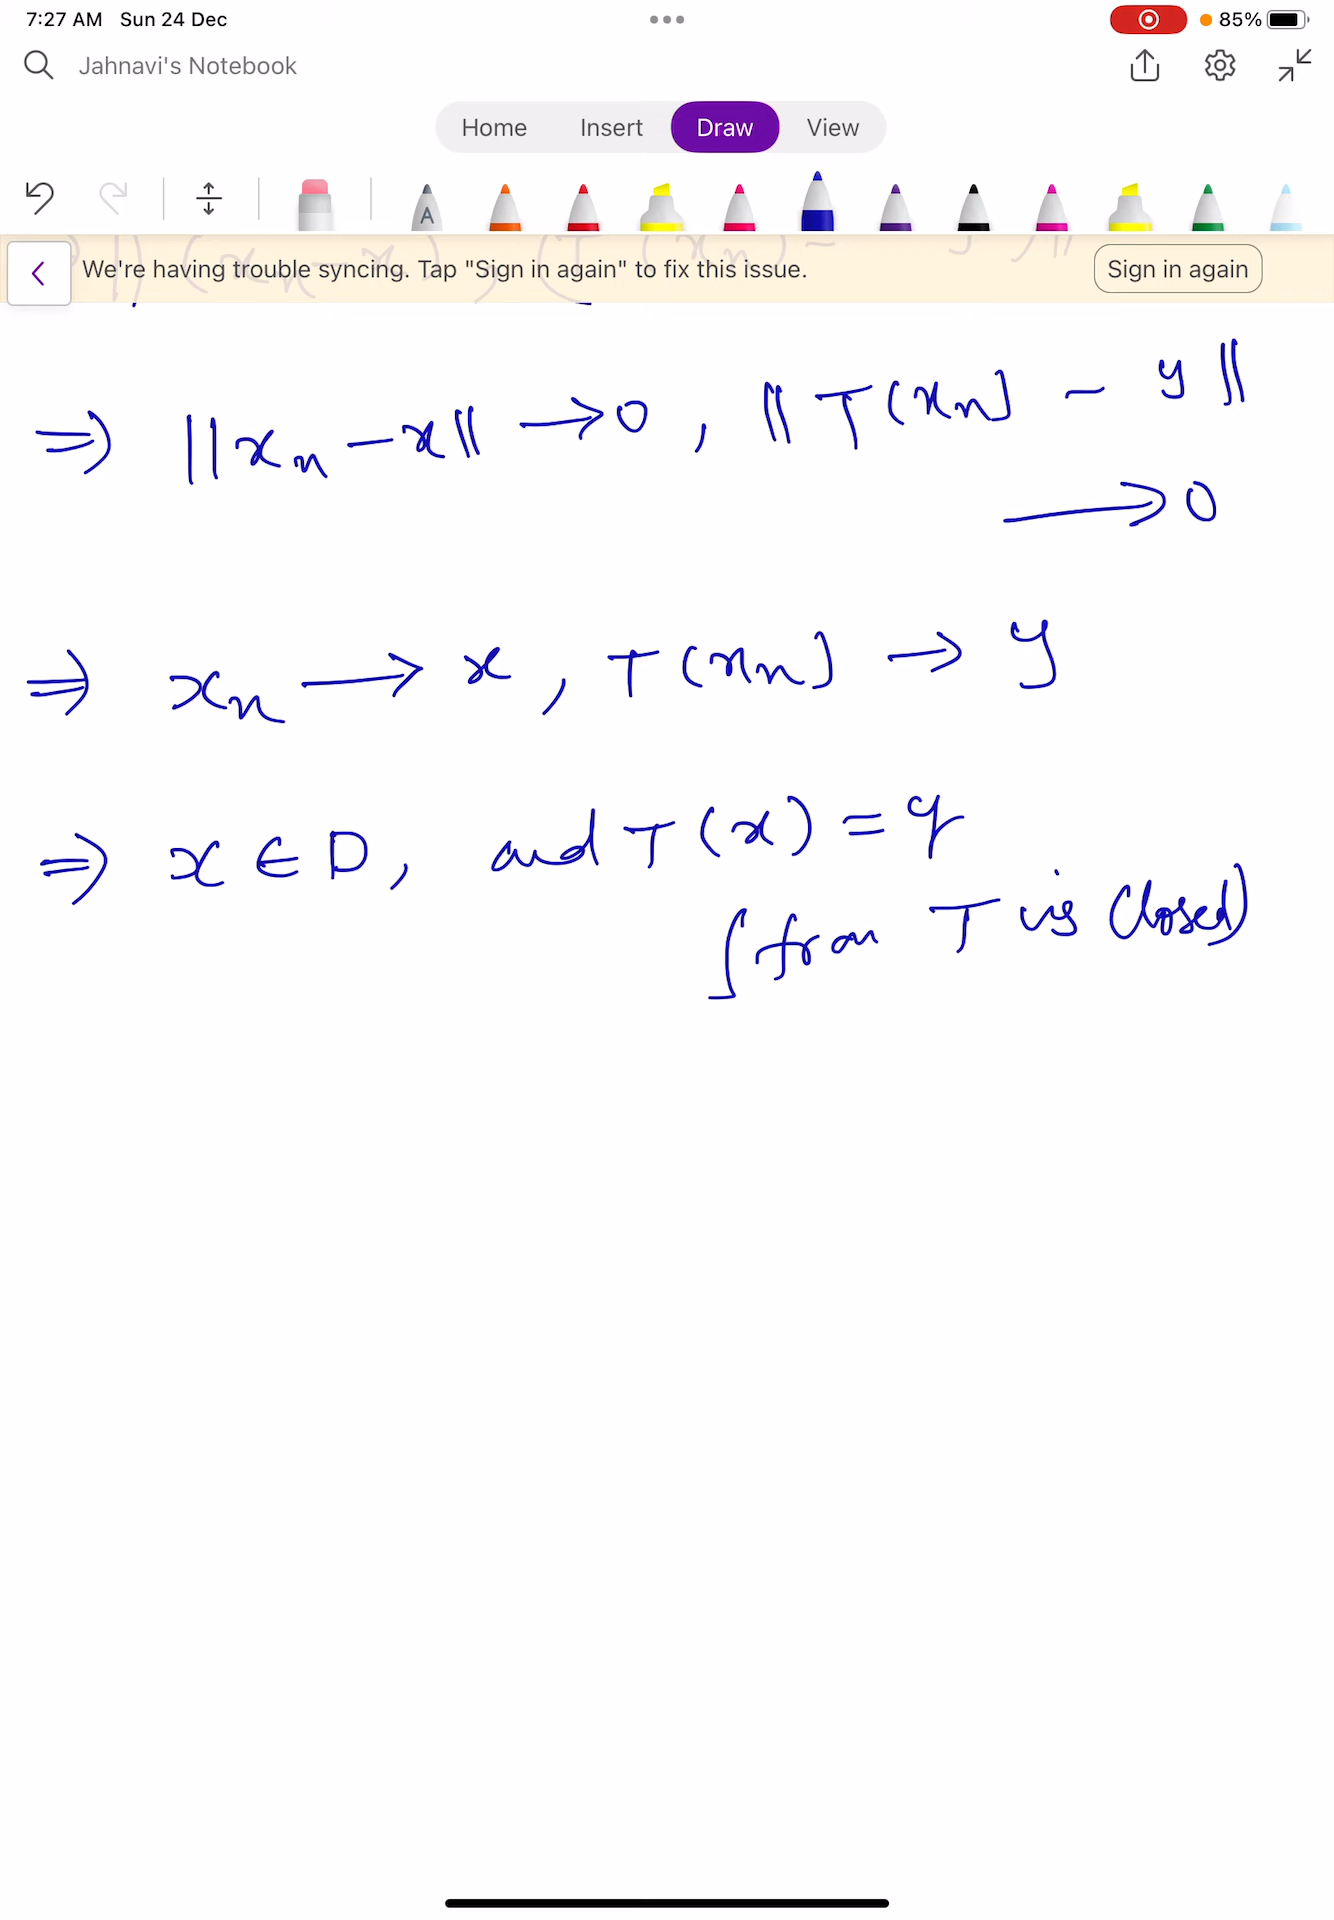 7:27 AM Sun 24 Dec
85%
Jahnavi's Notebook
Home Insert Draw View
A
We're having trouble syncing. Tap "Sign in again" to fix this issue.
Sign in again
⇒ ||xₙ - x|| → 0, || T(xₙ] - y ||
→ 0
⇒ xₙ → x, T(xₙ) → y
⇒ x ∈ D, and T(x) = y
[from T is closed)